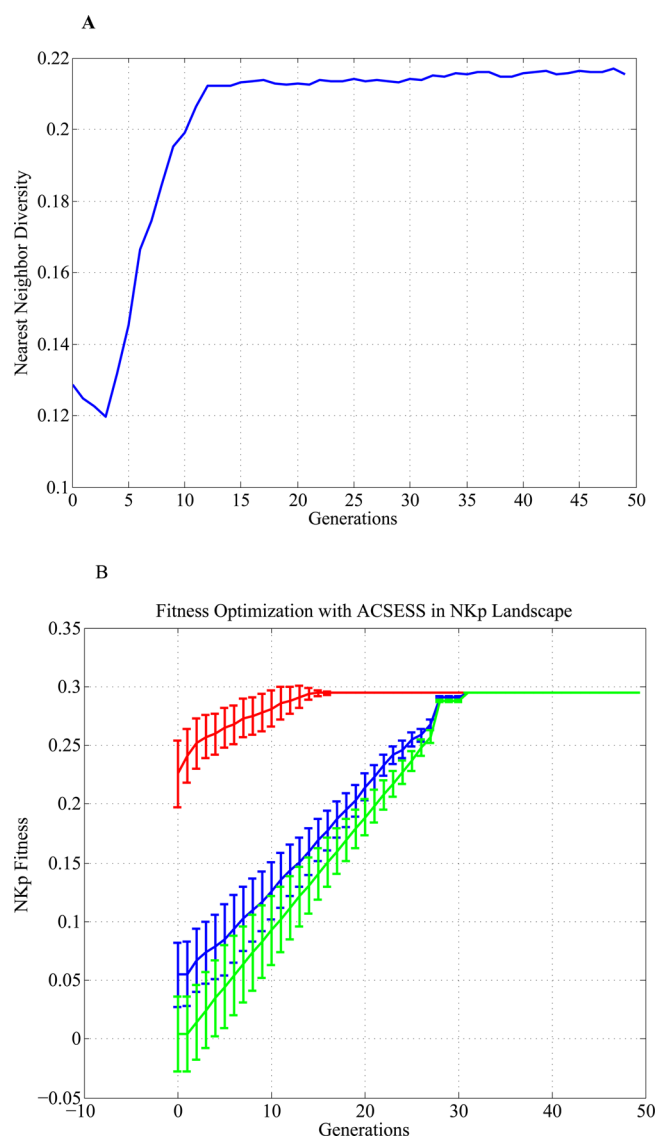 A
0.22
0.2
0.18
0.16
0.14
0.12
0.1
Nearest Neighbor Diversity
0 5 10 15 20 25 30 35 40 45 50
Generations
B
Fitness Optimization with ACSESS in NKp Landscape
0.35
0.3
0.25
0.2
0.15
0.1
0.05
0
−0.05
NKp Fitness
−10 0 10 20 30 40 50
Generations